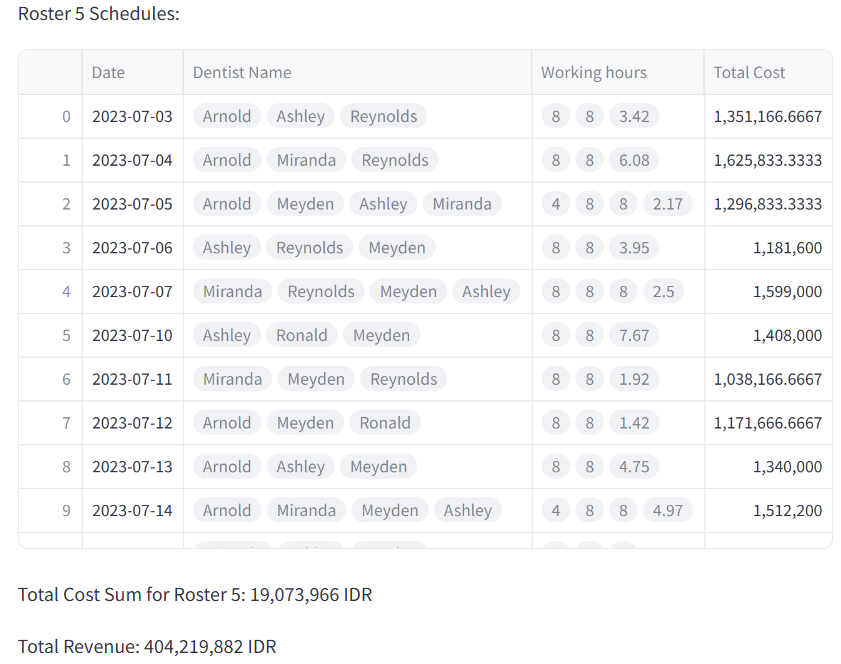 Roster 5 Schedules:
Date Dentist Name Working hours Total Cost
0 2023-07-03 Arnold Ashley Reynolds 8 8 3.42 1,351,166.6667
1 2023-07-04 Arnold Miranda Reynolds 8 8 6.08 1,625,833.3333
2 2023-07-05 Arnold Meyden Ashley Miranda 4 8 8 2.17 1,296,833.3333
3 2023-07-06 Ashley Reynolds Meyden 8 8 3.95 1,181,600
4 2023-07-07 Miranda Reynolds Meyden Ashley 8 8 8 2.5 1,599,000
5 2023-07-10 Ashley Ronald Meyden 8 8 7.67 1,408,000
6 2023-07-11 Miranda Meyden Reynolds 8 8 1.92 1,038,166.6667
7 2023-07-12 Arnold Meyden Ronald 8 8 1.42 1,171,666.6667
8 2023-07-13 Arnold Ashley Meyden 8 8 4.75 1,340,000
9 2023-07-14 Arnold Miranda Meyden Ashley 4 8 8 4.97 1,512,200
Total Cost Sum for Roster 5: 19,073,966 IDR
Total Revenue: 404,219,882 IDR